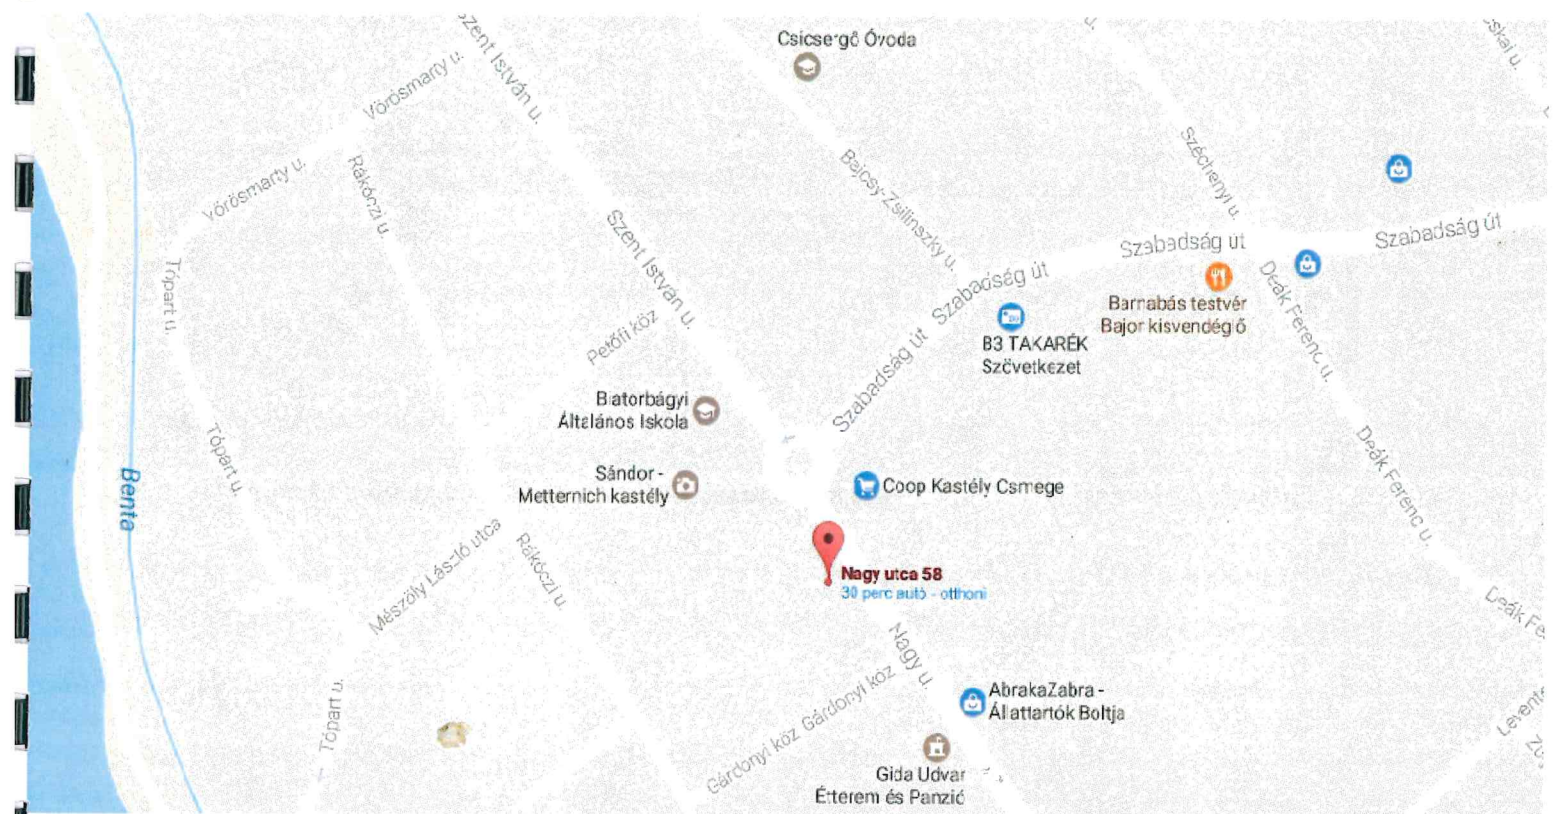 Csicsergő Óvoda
Szent István u.
Vörösmarty u.
Vörösmarty u.
Rákóczi u.
Bajcsy-Zsilinszky u.
Széchenyi u.
Szabadság út
Szabadság út
Szabadság út
Szabadság út
Szent István u.
Tópart u.
Petőfi köz
Barnabás testvér
Bajor kisvendéglő
Deák Ferenc u.
B3 TAKARÉK
Szövetkezet
Biatorbágyi
Általános Iskola
Tópart u.
Benta
Sándor -
Metternich kastély
Coop Kastély Csmege
Deák Ferenc u.
Mészöly László utca
Rákóczi u.
Nagy utca 58
30 perc autó - otthoni
Deák Fe
Nagy u.
Gárdonyi köz
Gárdonyi köz
AbrakaZabra -
Állattartók Boltja
Tópart u.
Gida Udvar
Étterem és Panzió